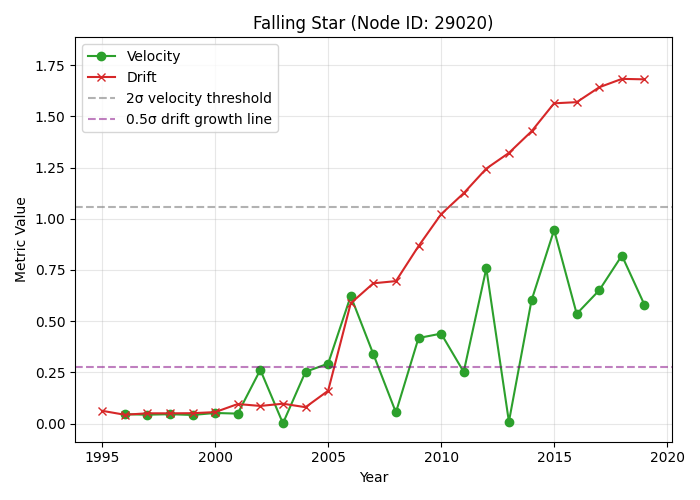 Falling Star (Node ID: 29020)
Velocity
Drift
2σ velocity threshold
0.5σ drift growth line
Metric Value
1.75
1.50
1.25
1.00
0.75
0.50
0.25
0.00
1995 2000 2005 2010 2015 2020
Year